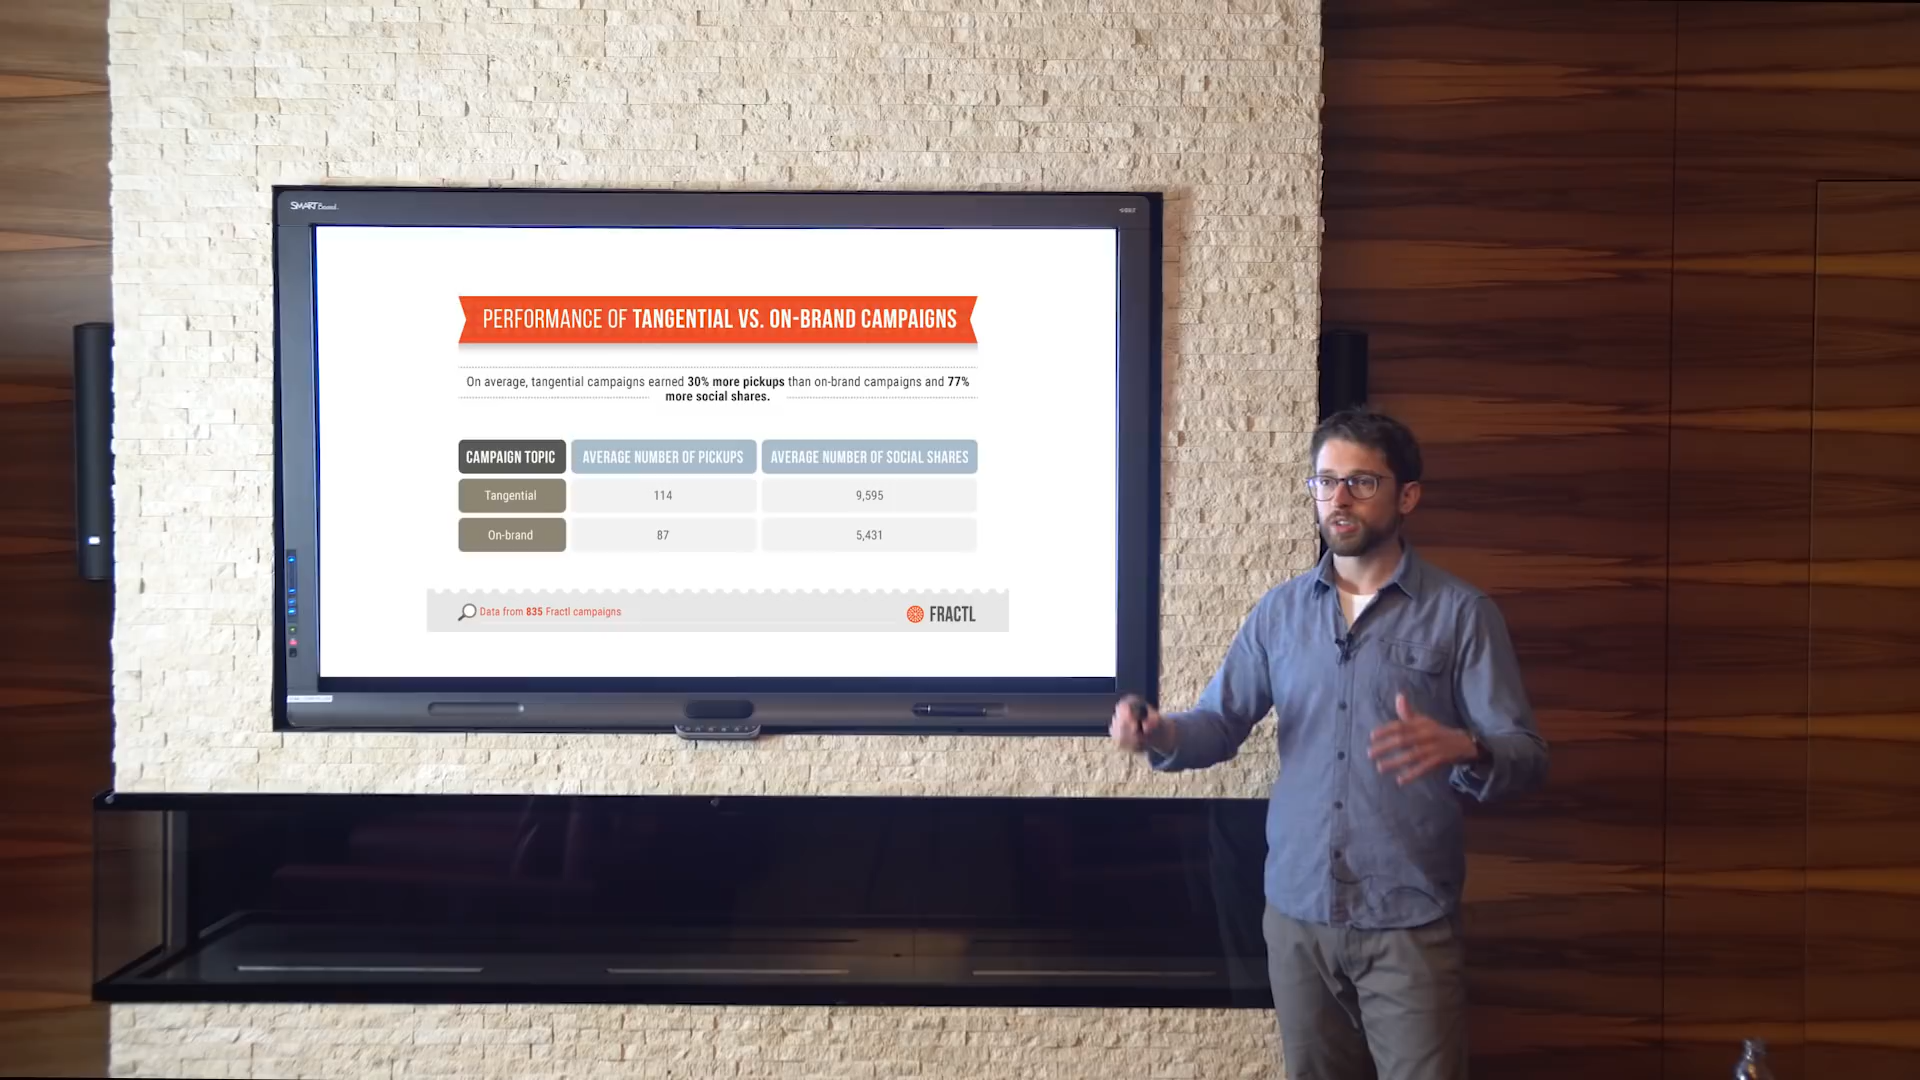 SMART Board
PERFORMANCE OF TANGENTIAL VS. ON-BRAND CAMPAIGNS
On average, tangential campaigns earned 30% more pickups than on-brand campaigns and 77%
more social shares.
CAMPAIGN TOPIC AVERAGE NUMBER OF PICKUPS AVERAGE NUMBER OF SOCIAL SHARES
Tangential 114 9,595
On-brand 87 5,431
Data from 835 Fractl campaigns FRACTL